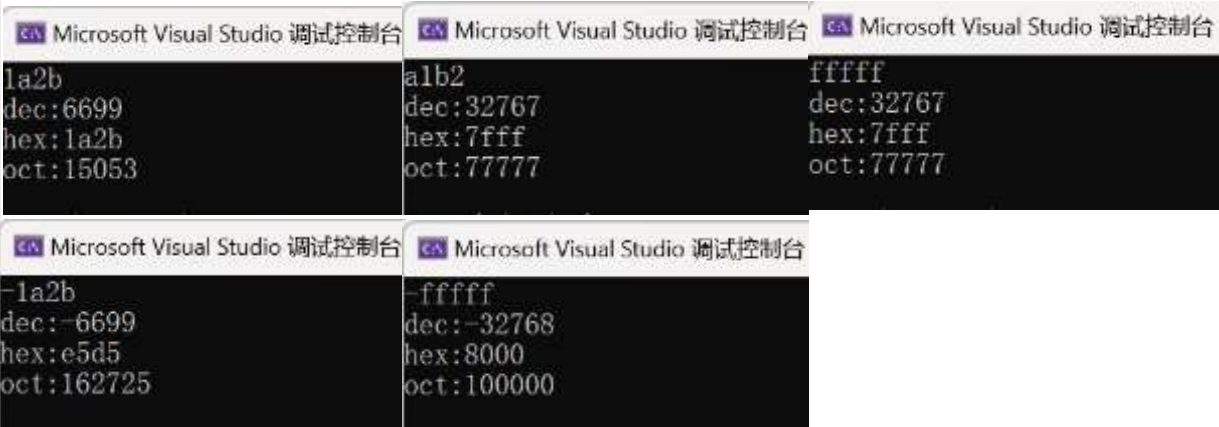 Microsoft Visual Studio 调试控制台
1a2b
dec:6699
hex:1a2b
oct:15053
Microsoft Visual Studio 调试控制台
a1b2
dec:32767
hex:7fff
oct:77777
Microsoft Visual Studio 调试控制台
fffff
dec:32767
hex:7fff
oct:77777
Microsoft Visual Studio 调试控制台
-1a2b
dec:-6699
hex:e5d5
oct:162725
Microsoft Visual Studio 调试控制台
-fffff
dec:-32768
hex:8000
oct:100000